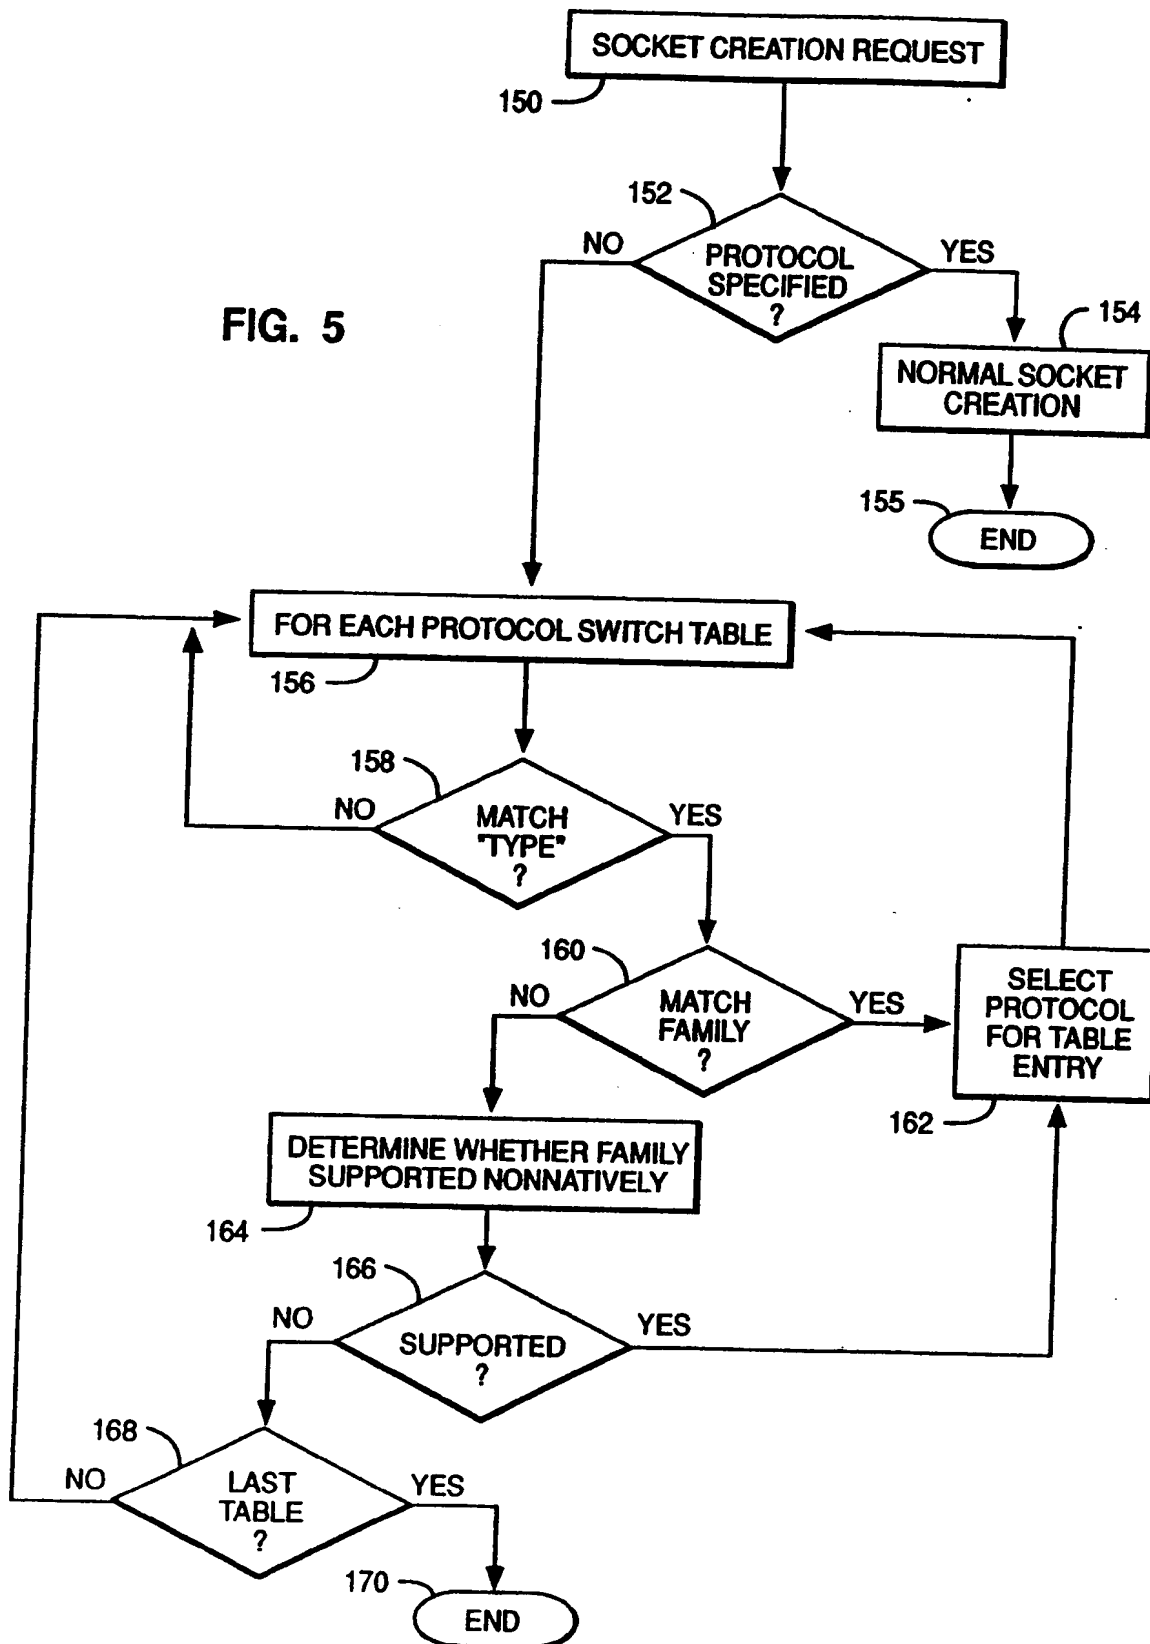 SOCKET CREATION REQUEST
150
152
NO
YES
PROTOCOL
SPECIFIED
?
FIG. 5
154
NORMAL SOCKET
CREATION
155
END
FOR EACH PROTOCOL SWITCH TABLE
156
158
NO
YES
MATCH
"TYPE"
?
160
NO
YES
MATCH
FAMILY
?
SELECT
PROTOCOL
FOR TABLE
ENTRY
162
DETERMINE WHETHER FAMILY
SUPPORTED NONNATIVELY
164
166
NO
YES
SUPPORTED
?
168
NO
YES
LAST
TABLE
?
170
END